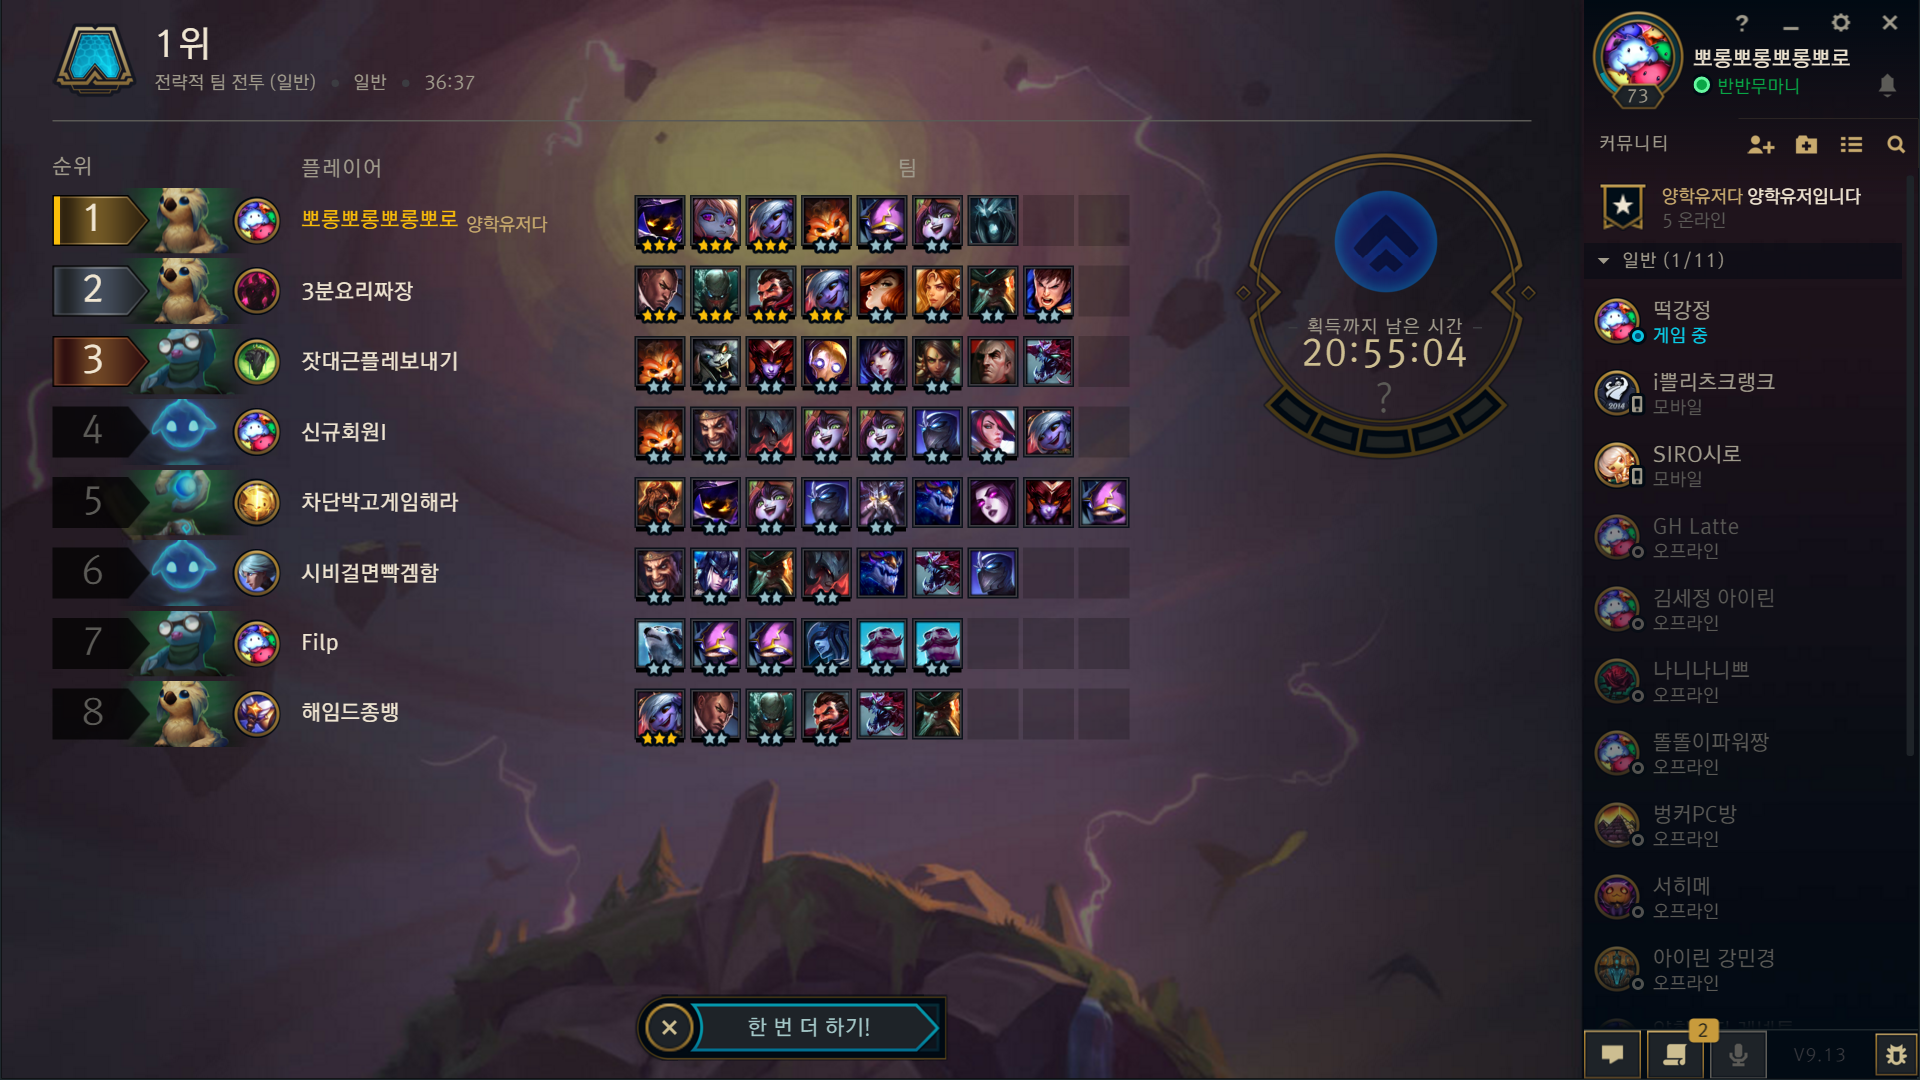 1위
전략적 팀 전투 (일반) • 일반 • 36:37
순위 플레이어 팀
1 뽀롱뽀롱뽀롱뽀로 양학유저다
2 3분요리짜장
3 잣대근플레보내기
4 신규회원I
5 차단박고게임해라
6 시비걸면빡겜함
7 Filp
8 해임드종뱅
획득까지 남은 시간
20:55:04
?
한 번 더 하기!
?
뽀롱뽀롱뽀롱뽀로
반반무마니
73
커뮤니티
양학유저다 양학유저입니다
5 온라인
일반 (1/11)
떡강정
게임 중
i쁠리츠크랭크
모바일
2014
SIRO시로
모바일
GH Latte
오프라인
김세정 아이린
오프라인
나니나니쁘
오프라인
똘똘이파워짱
오프라인
벙커PC방
오프라인
서히메
오프라인
아이린 강민경
오프라인
2
V9.13